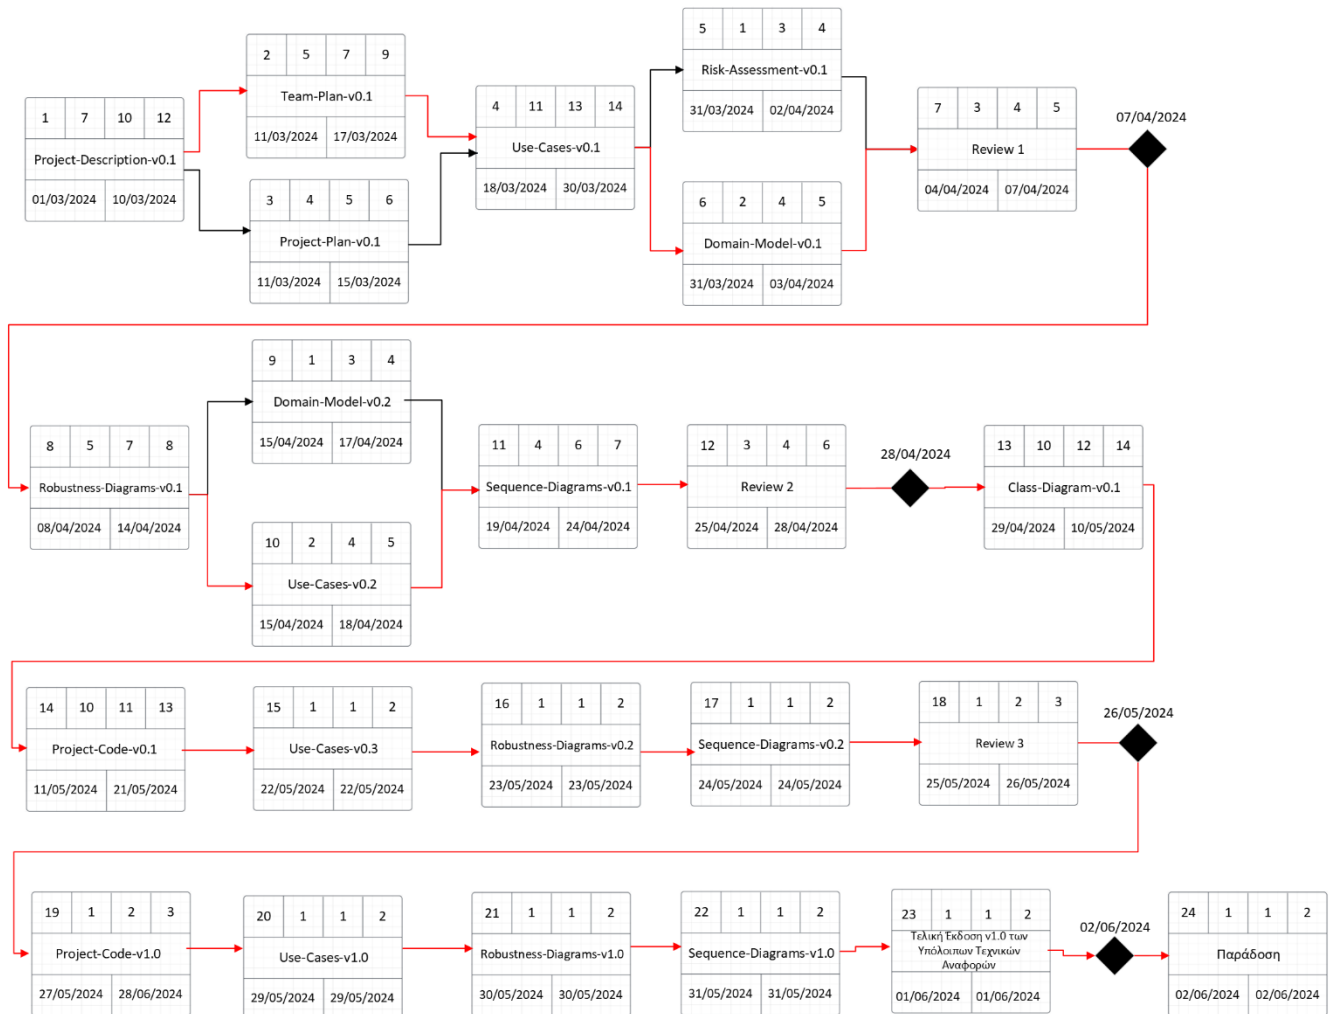 1 7 10 12
Project-Description-v0.1
01/03/2024 10/03/2024
2 5 7 9
Team-Plan-v0.1
11/03/2024 17/03/2024
3 4 5 6
Project-Plan-v0.1
11/03/2024 15/03/2024
4 11 13 14
Use-Cases-v0.1
18/03/2024 30/03/2024
5 1 3 4
Risk-Assessment-v0.1
31/03/2024 02/04/2024
6 2 4 5
Domain-Model-v0.1
31/03/2024 03/04/2024
7 3 4 5
Review 1
04/04/2024 07/04/2024
07/04/2024
8 5 7 8
Robustness-Diagrams-v0.1
08/04/2024 14/04/2024
9 1 3 4
Domain-Model-v0.2
15/04/2024 17/04/2024
10 2 4 5
Use-Cases-v0.2
15/04/2024 18/04/2024
11 4 6 7
Sequence-Diagrams-v0.1
19/04/2024 24/04/2024
12 3 4 6
Review 2
25/04/2024 28/04/2024
28/04/2024
13 10 12 14
Class-Diagram-v0.1
29/04/2024 10/05/2024
14 10 11 13
Project-Code-v0.1
11/05/2024 21/05/2024
15 1 1 2
Use-Cases-v0.3
22/05/2024 22/05/2024
16 1 1 2
Robustness-Diagrams-v0.2
23/05/2024 23/05/2024
17 1 1 2
Sequence-Diagrams-v0.2
24/05/2024 24/05/2024
18 1 2 3
Review 3
25/05/2024 26/05/2024
26/05/2024
19 1 2 3
Project-Code-v1.0
27/05/2024 28/06/2024
20 1 1 2
Use-Cases-v1.0
29/05/2024 29/05/2024
21 1 1 2
Robustness-Diagrams-v1.0
30/05/2024 30/05/2024
22 1 1 2
Sequence-Diagrams-v1.0
31/05/2024 31/05/2024
23 1 1 2
Τελική Έκδοση v1.0 των
Υπόλοιπων Τεχνικών
Αναφορών
01/06/2024 01/06/2024
02/06/2024
24 1 1 2
Παράδοση
02/06/2024 02/06/2024